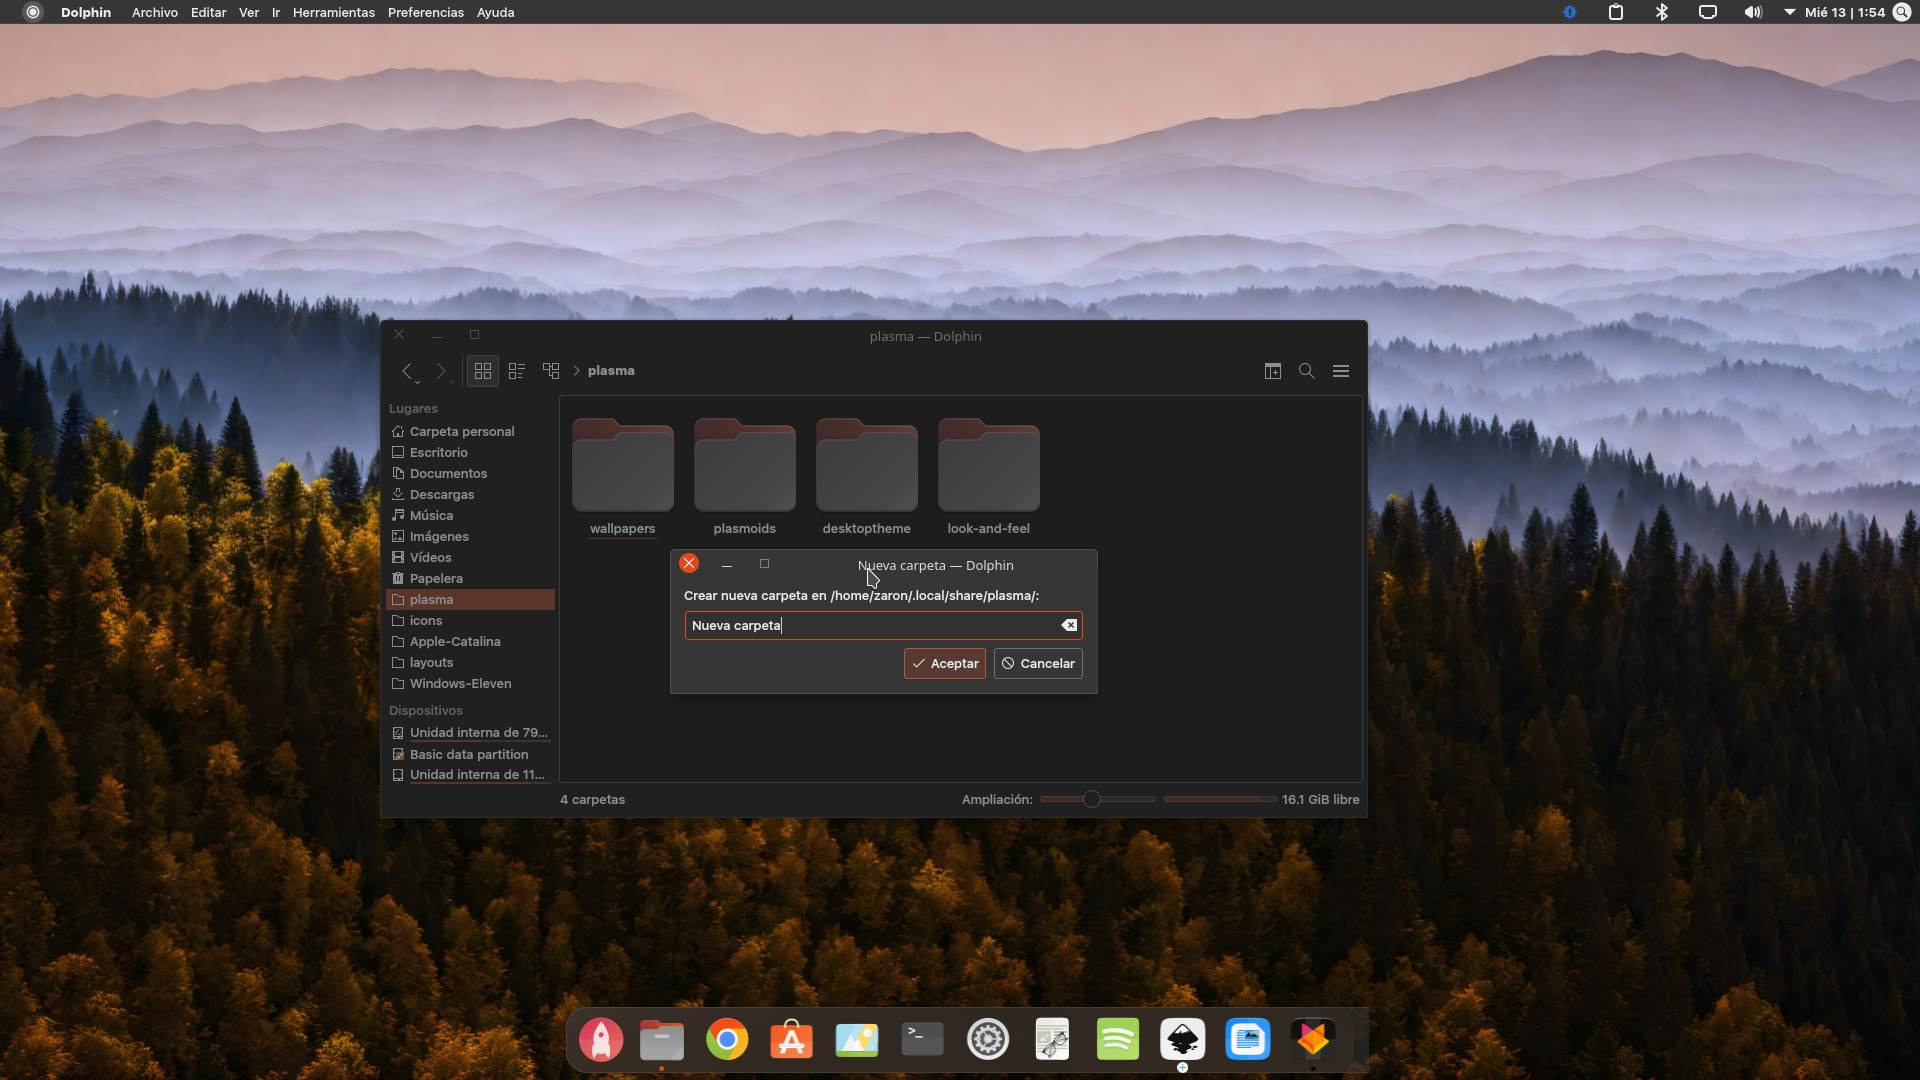 Dolphin Archivo Editar Ver Ir Herramientas Preferencias Ayuda Mié 13 | 1:54
plasma — Dolphin
plasma
Lugares
Carpeta personal
Escritorio
Documentos
Descargas
Música
Imágenes
Vídeos
Papelera
plasma
icons
Apple-Catalina
layouts
Windows-Eleven
Dispositivos
Unidad interna de 79...
Basic data partition
Unidad interna de 11...
wallpapers plasmoids desktoptheme look-and-feel
Nueva carpeta — Dolphin
Crear nueva carpeta en /home/zaron/.local/share/plasma/:
Nueva carpeta
Aceptar Cancelar
4 carpetas Ampliación: 16.1 GiB libre
>_